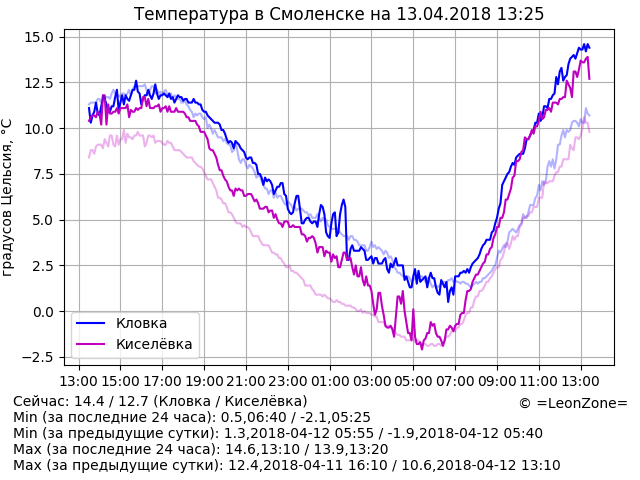 Температура в Смоленске на 13.04.2018 13:25
градусов Цельсия, °C
15.0
12.5
10.0
7.5
5.0
2.5
0.0
−2.5
Кловка
Киселёвка
13:00 15:00 17:00 19:00 21:00 23:00 01:00 03:00 05:00 07:00 09:00 11:00 13:00
Сейчас: 14.4 / 12.7 (Кловка / Киселёвка)
© =LeonZone=
Min (за последние 24 часа): 0.5,06:40 / -2.1,05:25
Min (за предыдущие сутки): 1.3,2018-04-12 05:55 / -1.9,2018-04-12 05:40
Max (за последние 24 часа): 14.6,13:10 / 13.9,13:20
Max (за предыдущие сутки): 12.4,2018-04-11 16:10 / 10.6,2018-04-12 13:10